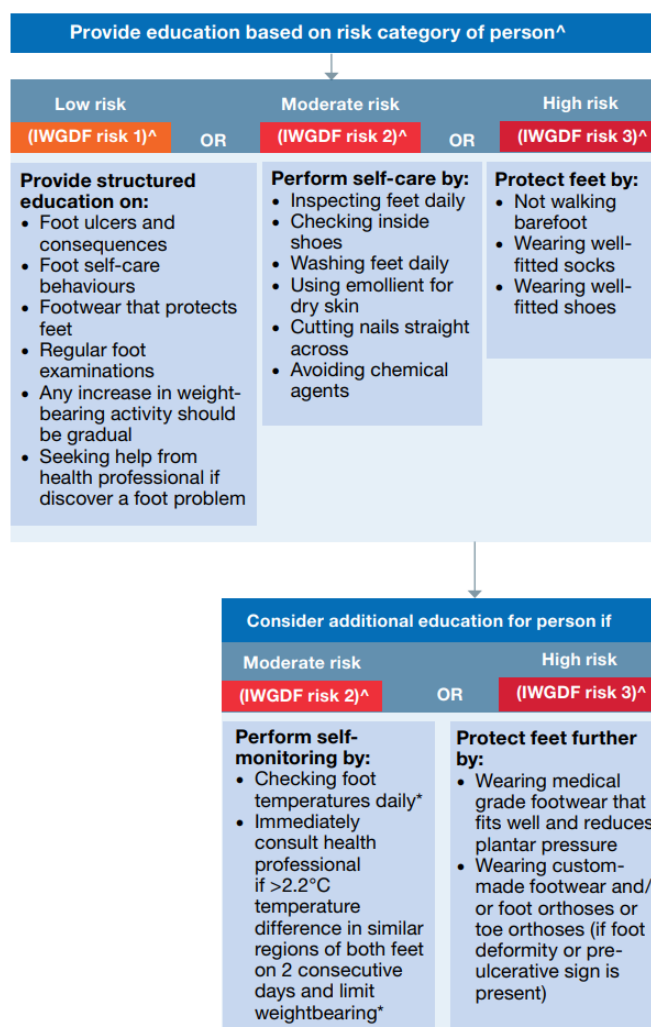 Provide education based on risk category of person^
Low risk
Moderate risk
High risk
(IWGDF risk 1)^
OR
(IWGDF risk 2)^
OR
(IWGDF risk 3)^
Provide structured
education on:
• Foot ulcers and
consequences
• Foot self-care
behaviours
• Footwear that protects
feet
• Regular foot
examinations
• Any increase in weight-
bearing activity should
be gradual
• Seeking help from
health professional if
discover a foot problem
Perform self-care by:
• Inspecting feet daily
• Checking inside
shoes
• Washing feet daily
• Using emollient for
dry skin
• Cutting nails straight
across
• Avoiding chemical
agents
Protect feet by:
• Not walking
barefoot
• Wearing well-
fitted socks
• Wearing well-
fitted shoes
Consider additional education for person if
Moderate risk
High risk
(IWGDF risk 2)^
OR
(IWGDF risk 3)^
Perform self-
monitoring by:
• Checking foot
temperatures daily*
• Immediately
consult health
professional
if >2.2°C
temperature
difference in similar
regions of both feet
on 2 consecutive
days and limit
weightbearing*
Protect feet further
by:
• Wearing medical
grade footwear that
fits well and reduces
plantar pressure
• Wearing custom-
made footwear and/
or foot orthoses or
toe orthoses (if foot
deformity or pre-
ulcerative sign is
present)